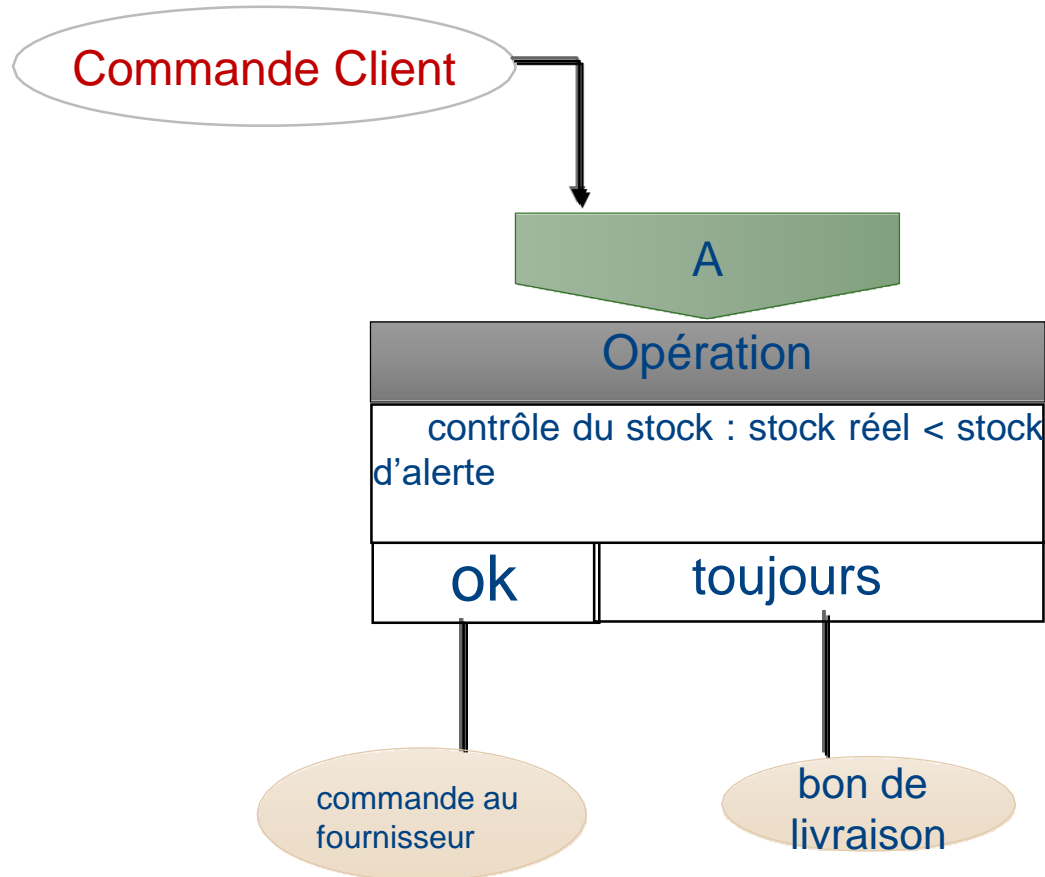 Commande Client
A
Opération
contrôle du stock : stock réel < stock
d’alerte
ok
toujours
commande au
fournisseur
bon de
livraison